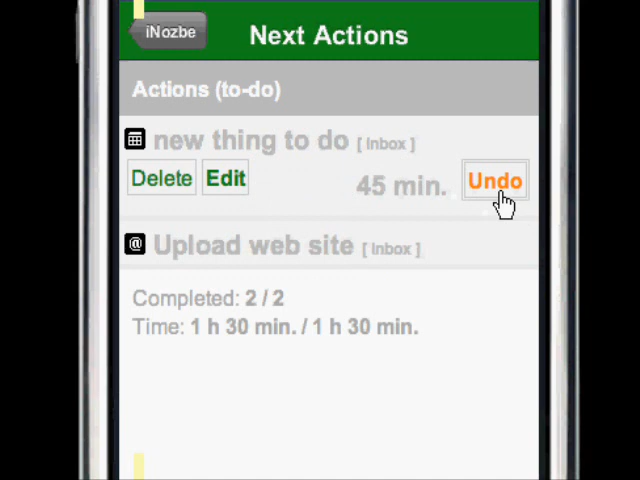 iNozbe
Next Actions
Actions (to-do)
new thing to do [ Inbox ]
Delete Edit 45 min. Undo
@ Upload web site [ Inbox ]
Completed: 2 / 2
Time: 1 h 30 min. / 1 h 30 min.